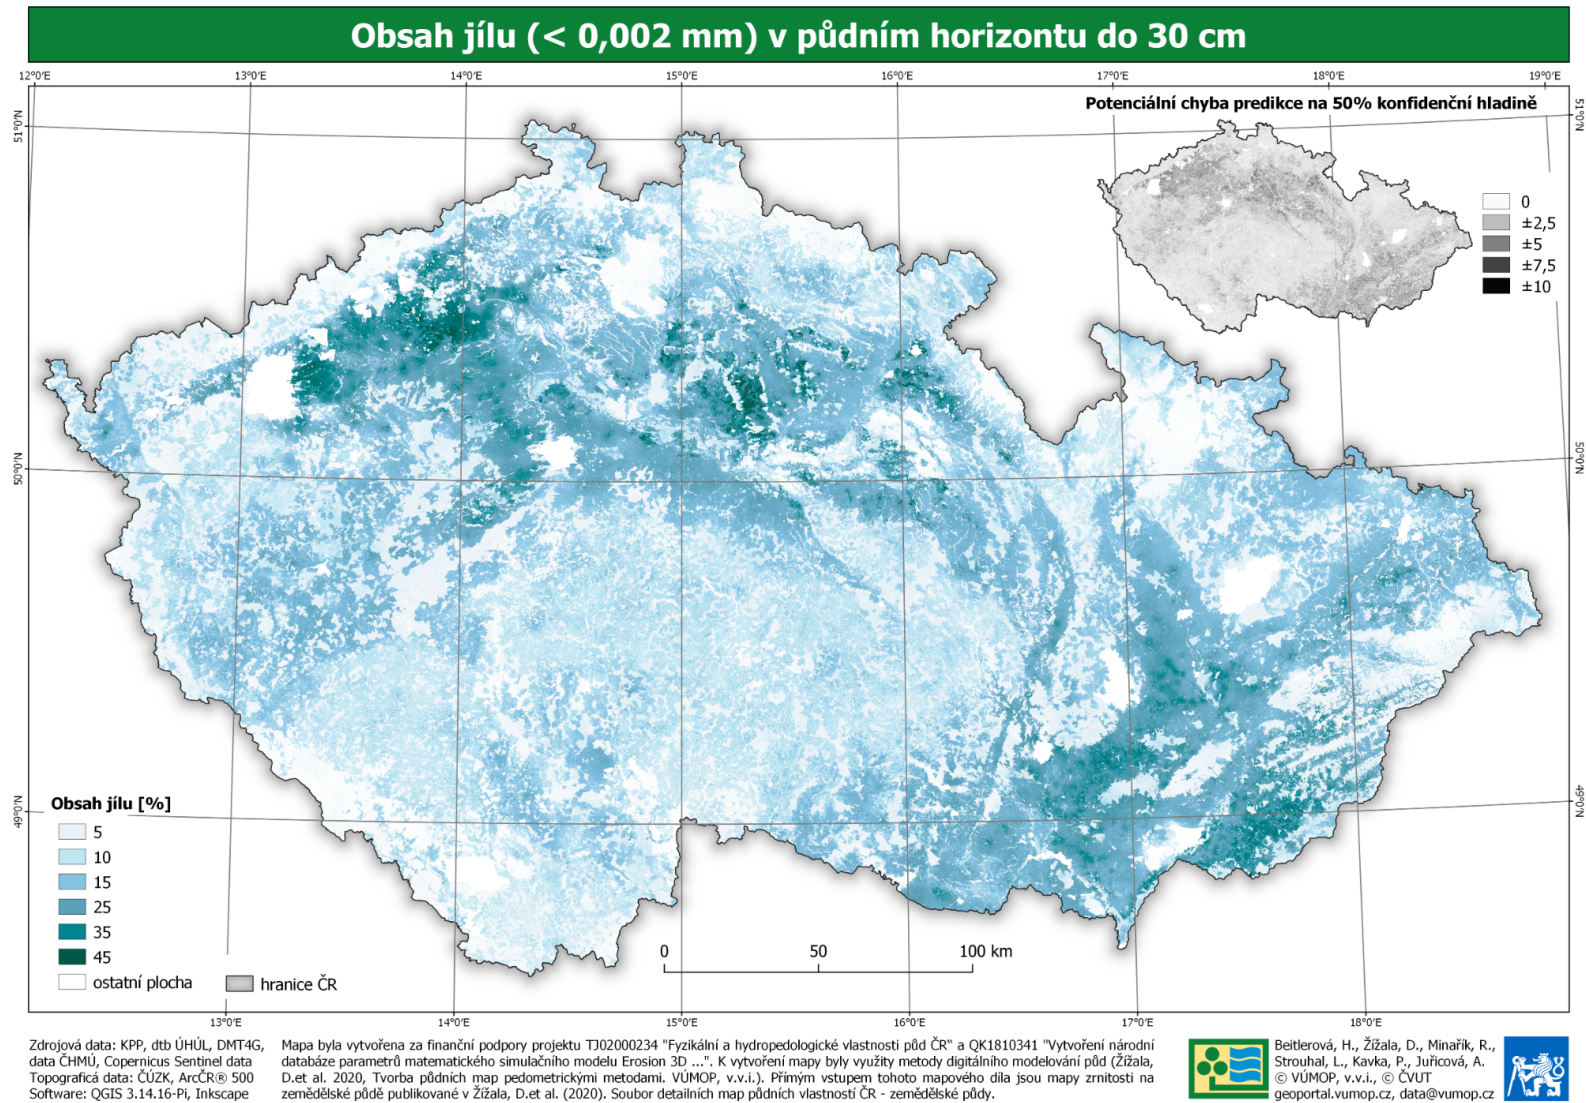 Obsah jílu (< 0,002 mm) v půdním horizontu do 30 cm
12°0'E 13°0'E 14°0'E 15°0'E 16°0'E 17°0'E 18°0'E 19°0'E
51°0'N
51°0'N
Potenciální chyba predikce na 50% konfidenční hladině
0
±2,5
±5
±7,5
±10
50°0'N
50°0'N
49°0'N
49°0'N
Obsah jílu [%]
5
10
15
25
35
45
ostatní plocha
hranice ČR
0 50 100 km
13°0'E 14°0'E 15°0'E 16°0'E 17°0'E 18°0'E
Zdrojová data: KPP, dtb ÚHÚL, DMT4G,
data ČHMÚ, Copernicus Sentinel data
Topografická data: ČÚZK, ArcČR® 500
Software: QGIS 3.14.16-Pi, Inkscape
Mapa byla vytvořena za finanční podpory projektu TJ02000234 "Fyzikální a hydropedologické vlastnosti půd ČR" a QK1810341 "Vytvoření národní
databáze parametrů matematického simulačního modelu Erosion 3D ...". K vytvoření mapy byly využity metody digitálního modelování půd (Žížala,
D.et al. 2020, Tvorba půdních map pedometrickými metodami. VÚMOP, v.v.i.). Přímým vstupem tohoto mapového díla jsou mapy zrnitosti na
zemědělské půdě publikované v Žížala, D.et al. (2020). Soubor detailních map půdních vlastností ČR - zemědělské půdy.
Beitlerová, H., Žížala, D., Minařík, R.,
Strouhal, L., Kavka, P., Juřicová, A.
© VÚMOP, v.v.i., © ČVUT
geoportal.vumop.cz, data@vumop.cz